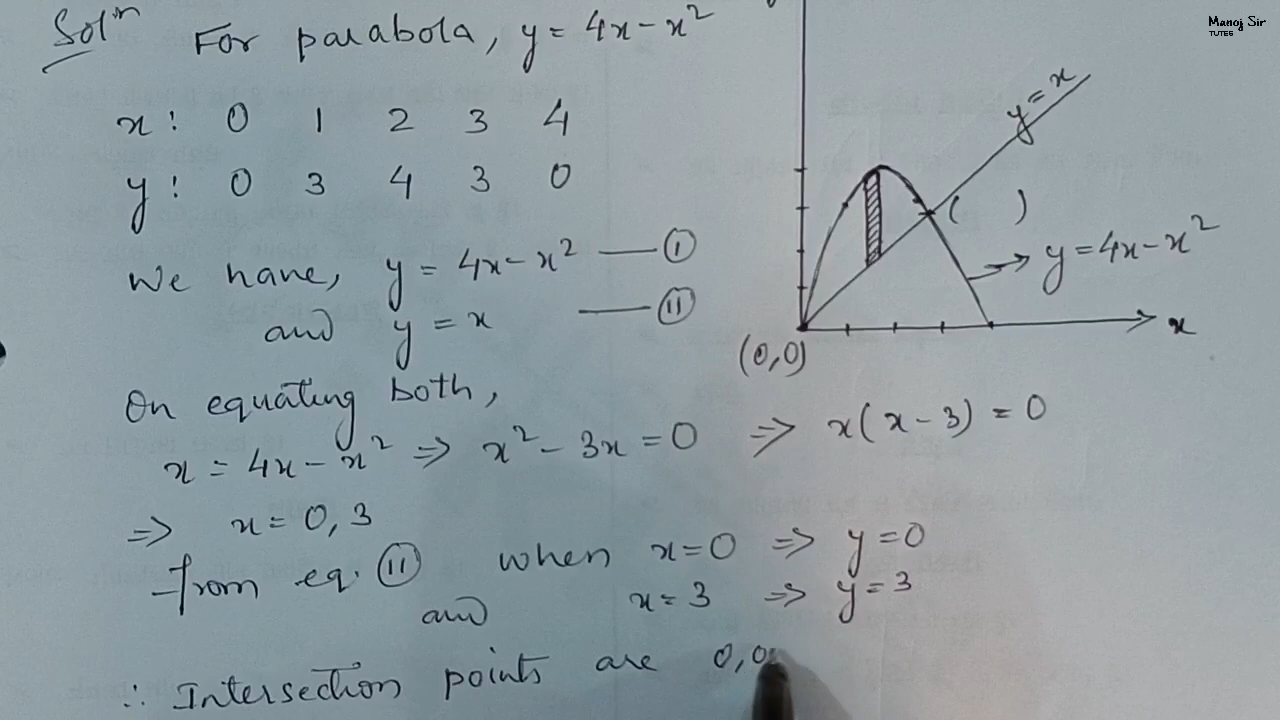 Solⁿ For parabola, y = 4x - x²
x : 0 1 2 3 4
y : 0 3 4 3 0
We have, y = 4x - x² — (I)
and y = x — (II)
On equating both,
x = 4x - x² ⇒ x² - 3x = 0 ⇒ x(x - 3) = 0
⇒ x = 0, 3
from eq. (II) when x = 0 ⇒ y = 0
and x = 3 ⇒ y = 3
∴ Intersection points are 0,0
Manoj Sir
TUTES
y = x
( )
y = 4x - x²
x
(0,0)